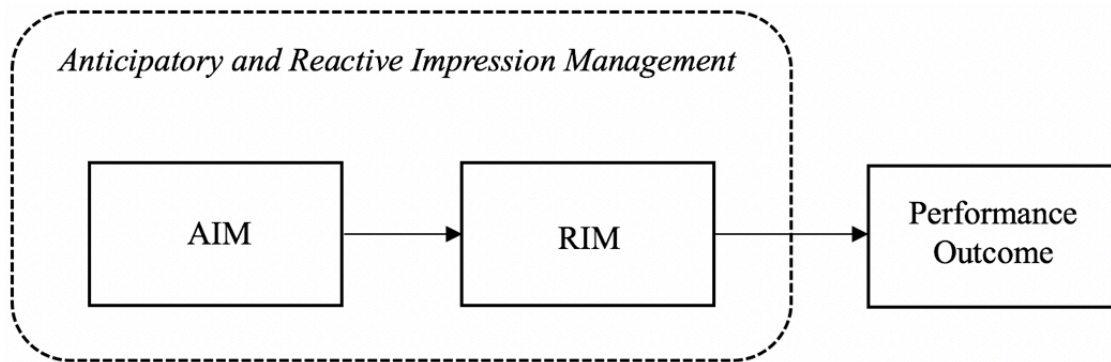 Anticipatory and Reactive Impression Management
AIM
RIM
Performance
Outcome